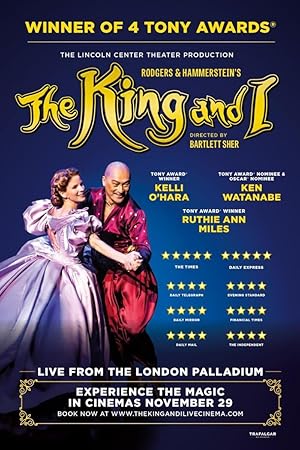 WINNER OF 4 TONY AWARDS®
THE LINCOLN CENTER THEATER PRODUCTION
RODGERS & HAMMERSTEIN'S
The King and I
DIRECTED BY
BARTLETT SHER
TONY AWARD® WINNER
KELLI O'HARA
TONY AWARD® NOMINEE & OSCAR® NOMINEE
KEN WATANABE
TONY AWARD® WINNER
RUTHIE ANN MILES
★★★★★
THE TIMES
★★★★★
DAILY EXPRESS
★★★★
DAILY TELEGRAPH
★★★★
EVENING STANDARD
★★★★
DAILY MIRROR
★★★★
FINANCIAL TIMES
★★★★
DAILY MAIL
★★★★
THE INDEPENDENT
LIVE FROM THE LONDON PALLADIUM
EXPERIENCE THE MAGIC
IN CINEMAS NOVEMBER 29
BOOK NOW AT WWW.THEKINGANDILIVECINEMA.COM
TRAFALGAR